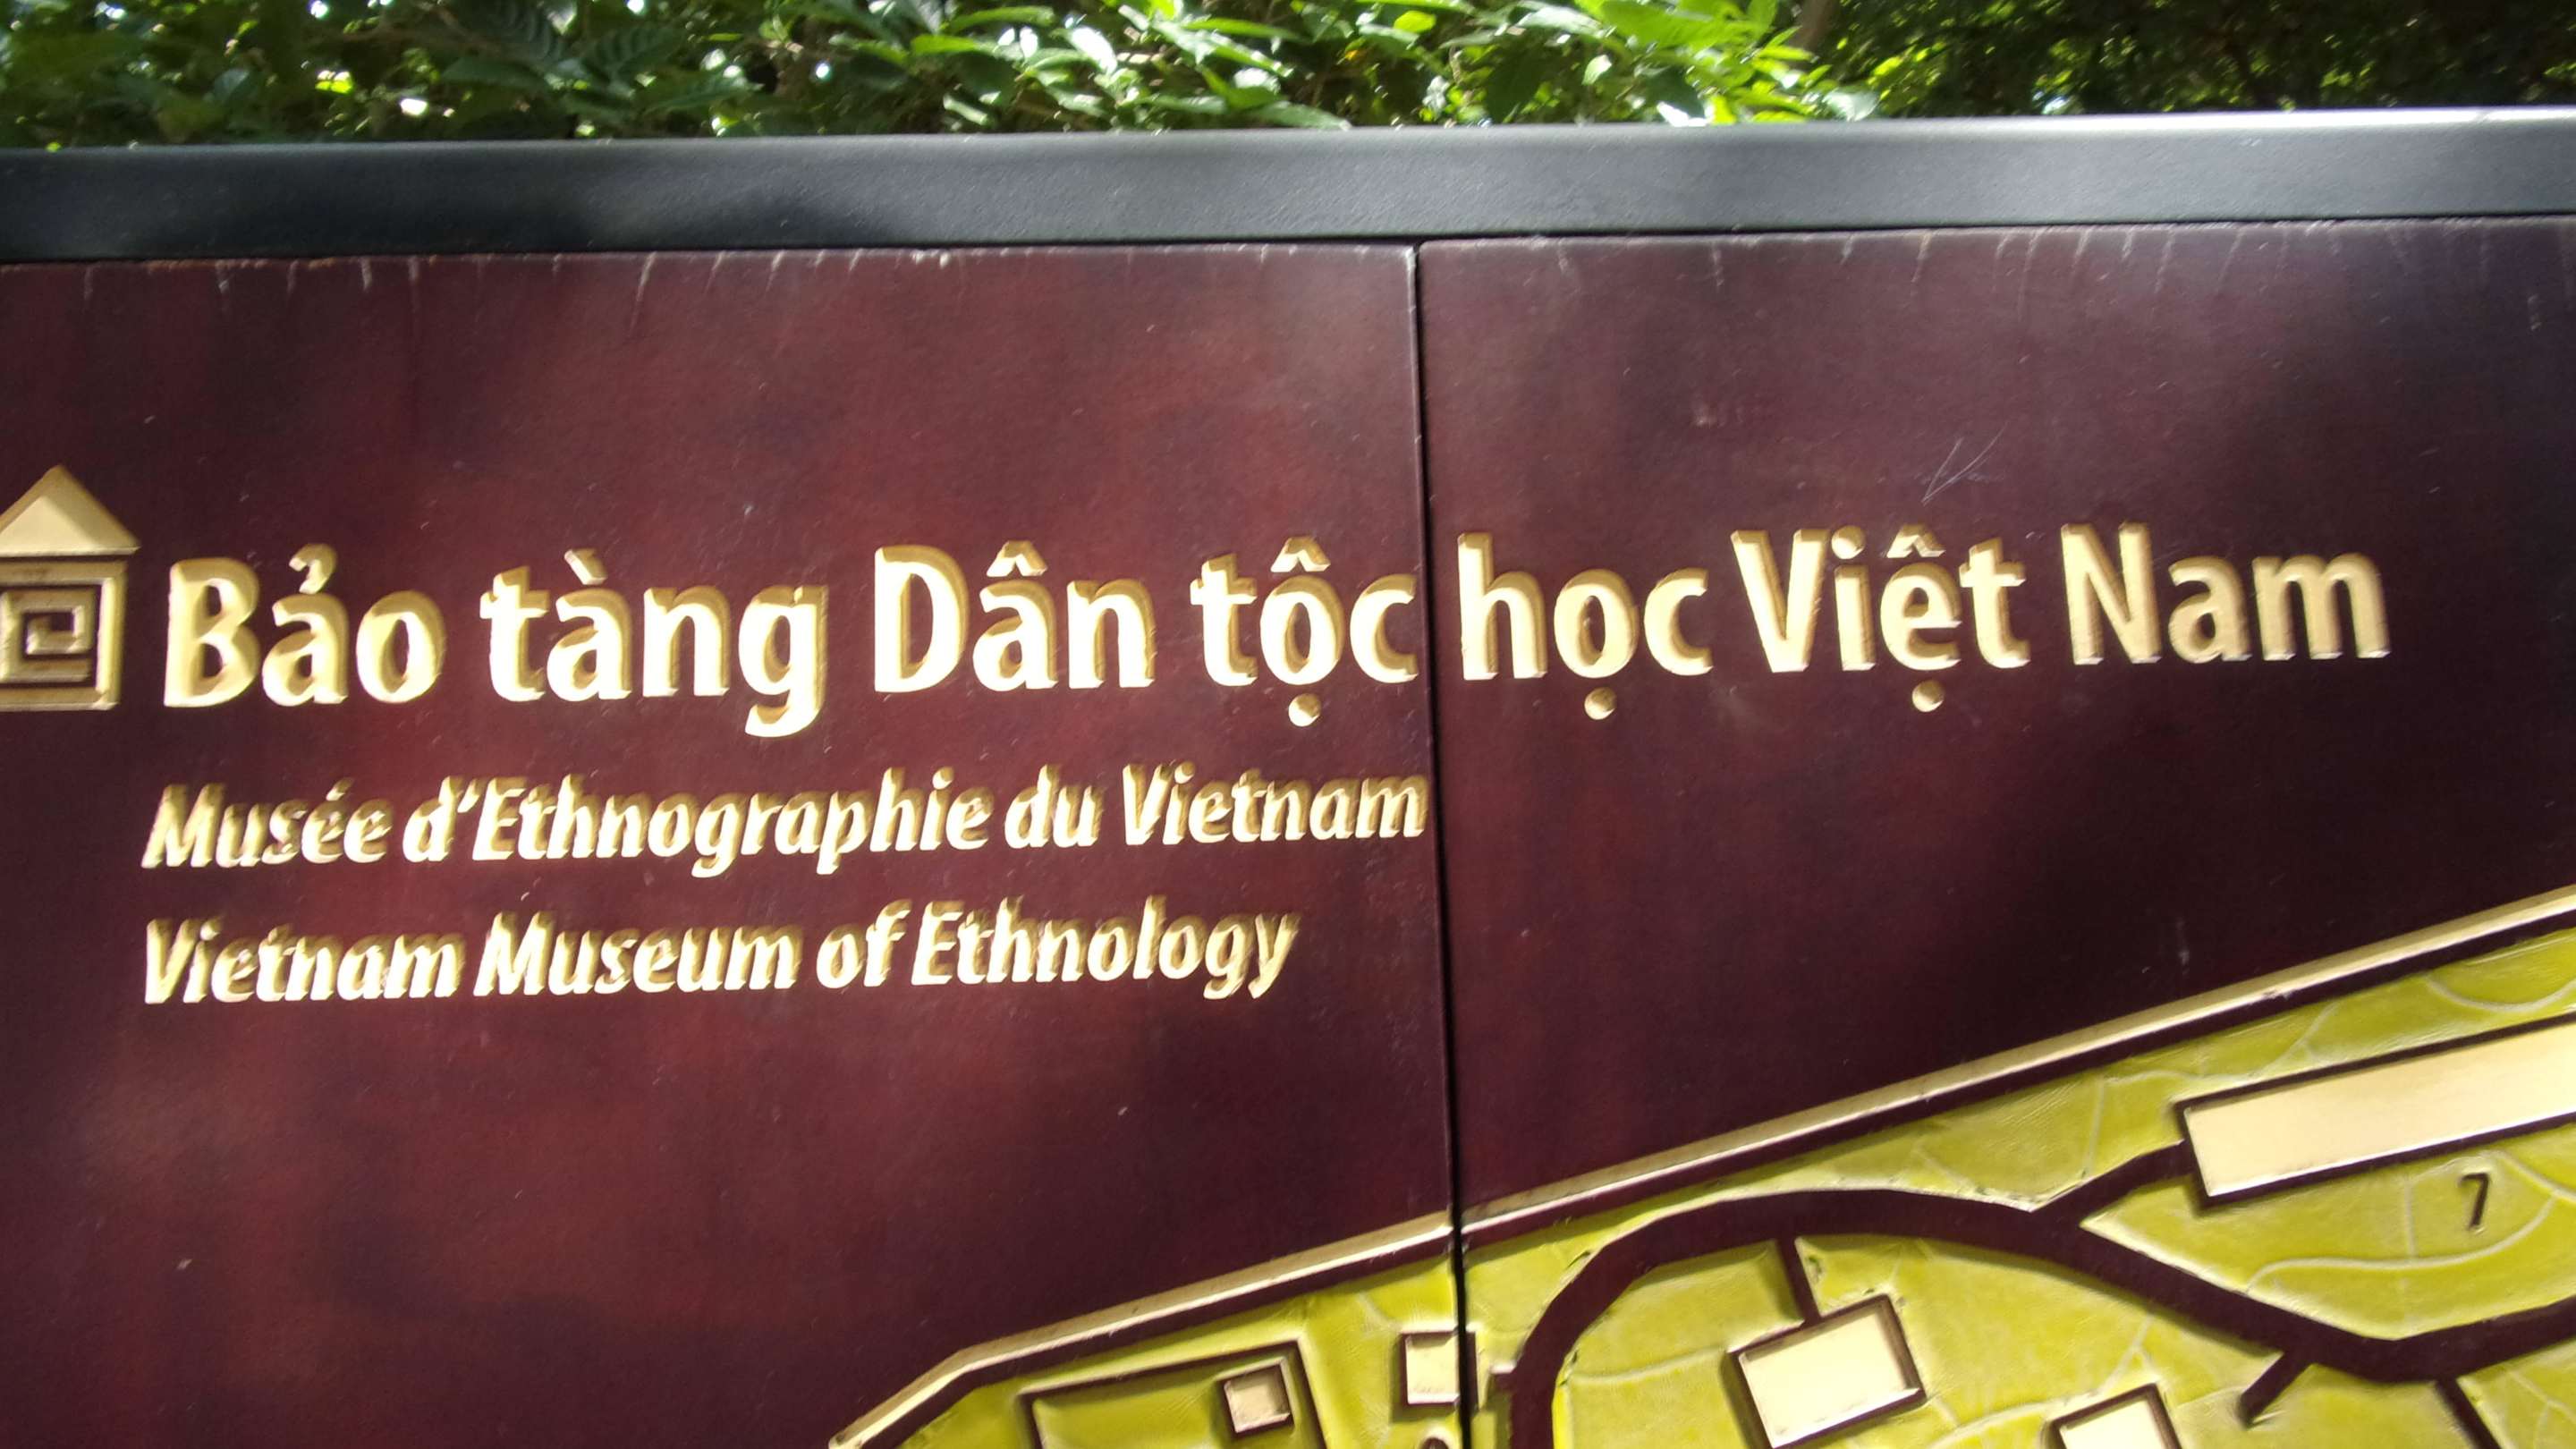 Bảo tàng Dân tộc học Việt Nam
Musée d'Ethnographie du Vietnam
Vietnam Museum of Ethnology
7